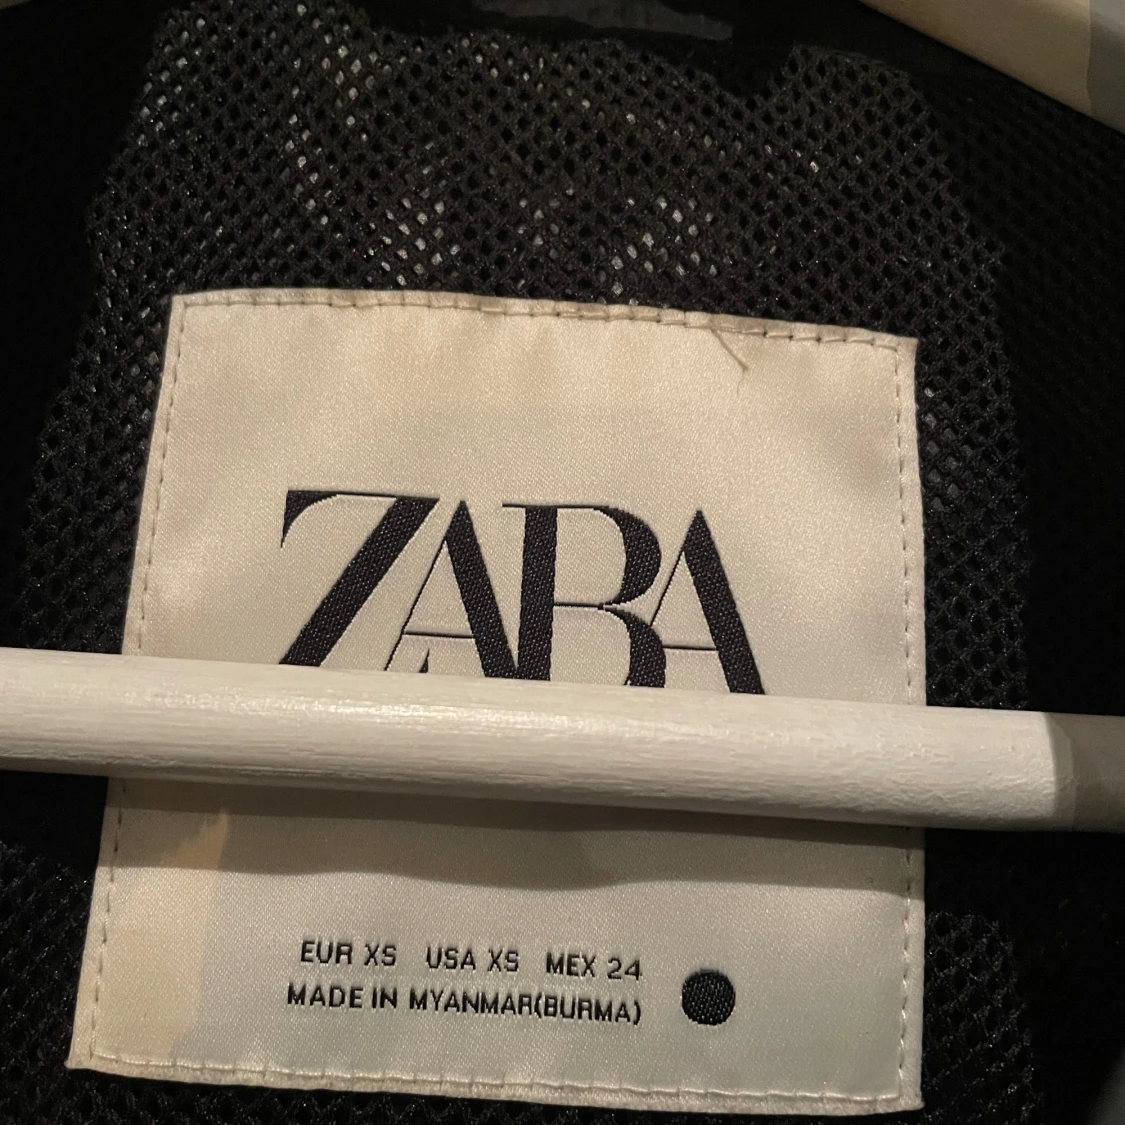 ZARA
EUR XS USA XS MEX 24
MADE IN MYANMAR(BURMA)